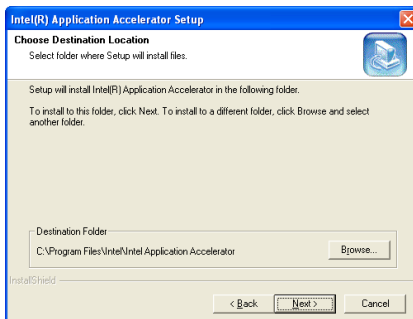 Intel(R) Application Accelerator Setup
Choose Destination Location
Select folder where Setup will install files.
Setup will install Intel(R) Application Accelerator in the following folder.
To install to this folder, click Next. To install to a different folder, click Browse and select
another folder.
Destination Folder
C:\Program Files\Intel\Intel Application Accelerator
Browse...
InstallShield
< Back
Next >
Cancel